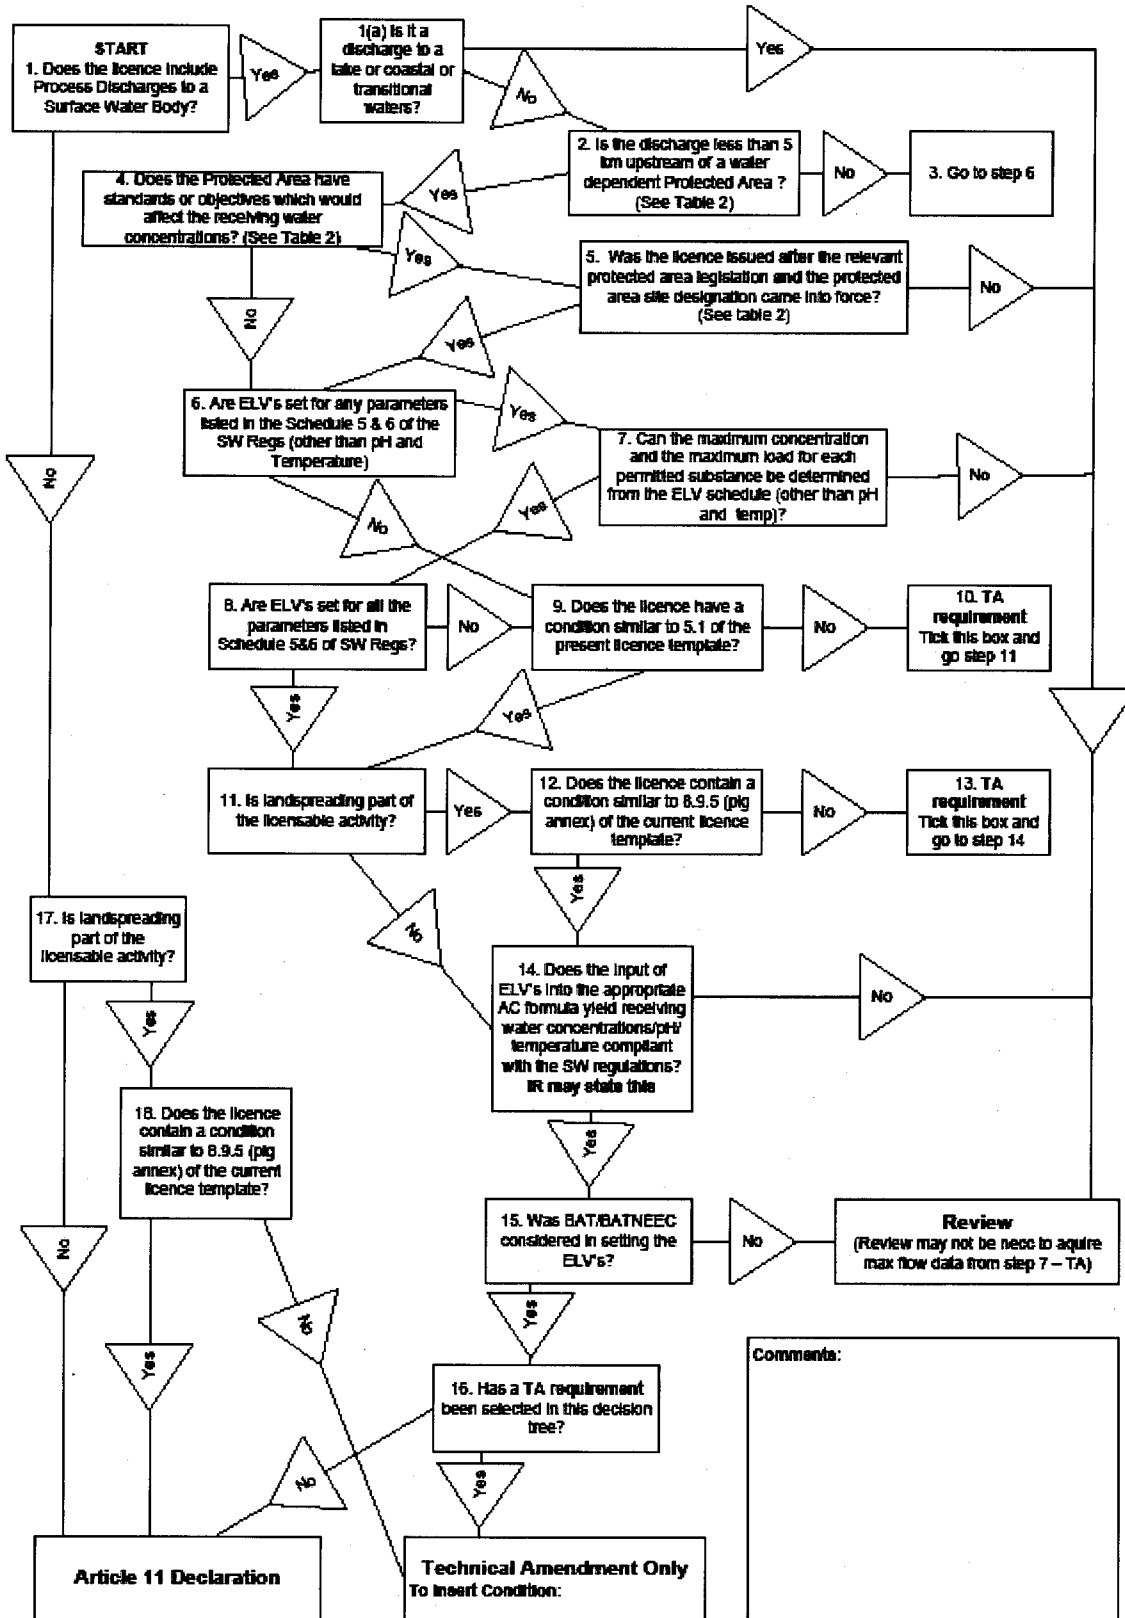 START
1. Does the licence include
Process Discharges to a
Surface Water Body?
Yes
1(a) Is it a
discharge to a
lake or coastal or
transitional
waters?
Yes
No
2. Is the discharge less than 5
km upstream of a water
dependent Protected Area ?
(See Table 2)
No
3. Go to step 6
Yes
4. Does the Protected Area have
standards or objectives which would
affect the receiving water
concentrations? (See Table 2)
Yes
5. Was the licence issued after the relevant
protected area legislation and the protected
area site designation came into force?
(See table 2)
No
No
Yes
6. Are ELV's set for any parameters
listed in the Schedule 5 & 6 of the
SW Regs (other than pH and
Temperature)
Yes
7. Can the maximum concentration
and the maximum load for each
permitted substance be determined
from the ELV schedule (other than pH
and temp)?
No
No
No
Yes
8. Are ELV's set for all the
parameters listed in
Schedule 5&6 of SW Regs?
No
9. Does the licence have a
condition similar to 5.1 of the
present licence template?
No
10. TA
requirement
Tick this box and
go step 11
Yes
Yes
11. Is landspreading part of
the licensable activity?
Yes
12. Does the licence contain a
condition similar to 8.9.5 (pig
annex) of the current licence
template?
No
13. TA
requirement
Tick this box and
go to step 14
Yes
No
17. Is landspreading
part of the
licensable activity?
14. Does the input of
ELV's into the appropriate
AC formula yield receiving
water concentrations/pH/
temperature compliant
with the SW regulations?
IR may state this
No
Yes
18. Does the licence
contain a condition
similar to 8.9.5 (pig
annex) of the current
licence template?
Yes
15. Was BAT/BATNEEC
considered in setting the
ELV's?
No
Review
(Review may not be necc to aquire
max flow data from step 7 – TA)
No
No
Yes
Yes
16. Has a TA requirement
been selected in this decision
tree?
Comments:
No
Yes
Article 11 Declaration
Technical Amendment Only
To Insert Condition: